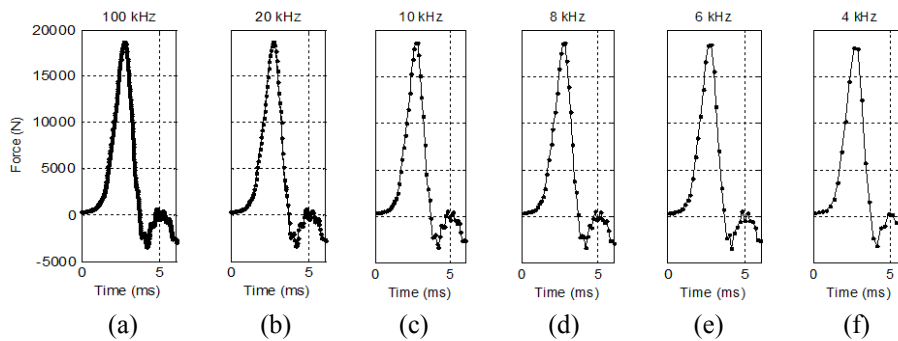 100 kHz 20 kHz 10 kHz 8 kHz 6 kHz 4 kHz
20000
15000
10000
5000
0
-5000
Force (N)
0 5 0 5 0 5 0 5 0 5 0 5
Time (ms) Time (ms) Time (ms) Time (ms) Time (ms) Time (ms)
(a) (b) (c) (d) (e) (f)